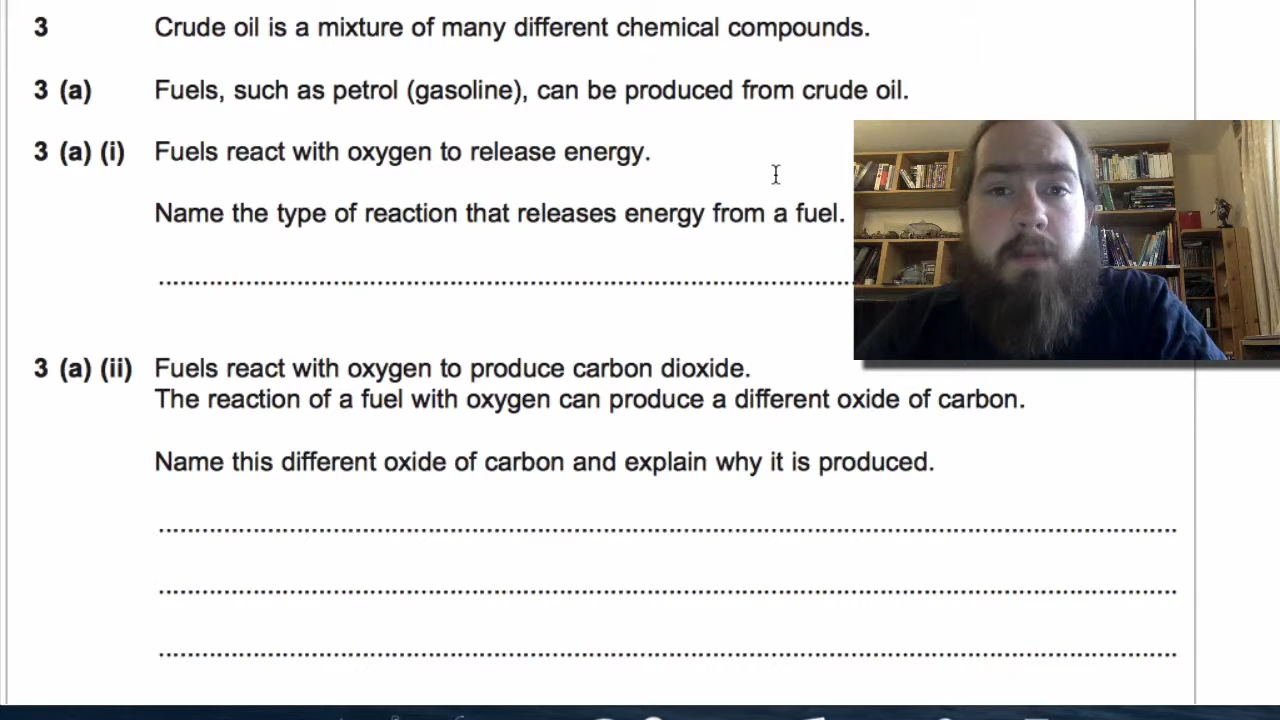 3 Crude oil is a mixture of many different chemical compounds.
3 (a) Fuels, such as petrol (gasoline), can be produced from crude oil.
3 (a) (i) Fuels react with oxygen to release energy.
Name the type of reaction that releases energy from a fuel.
3 (a) (ii) Fuels react with oxygen to produce carbon dioxide.
The reaction of a fuel with oxygen can produce a different oxide of carbon.
Name this different oxide of carbon and explain why it is produced.